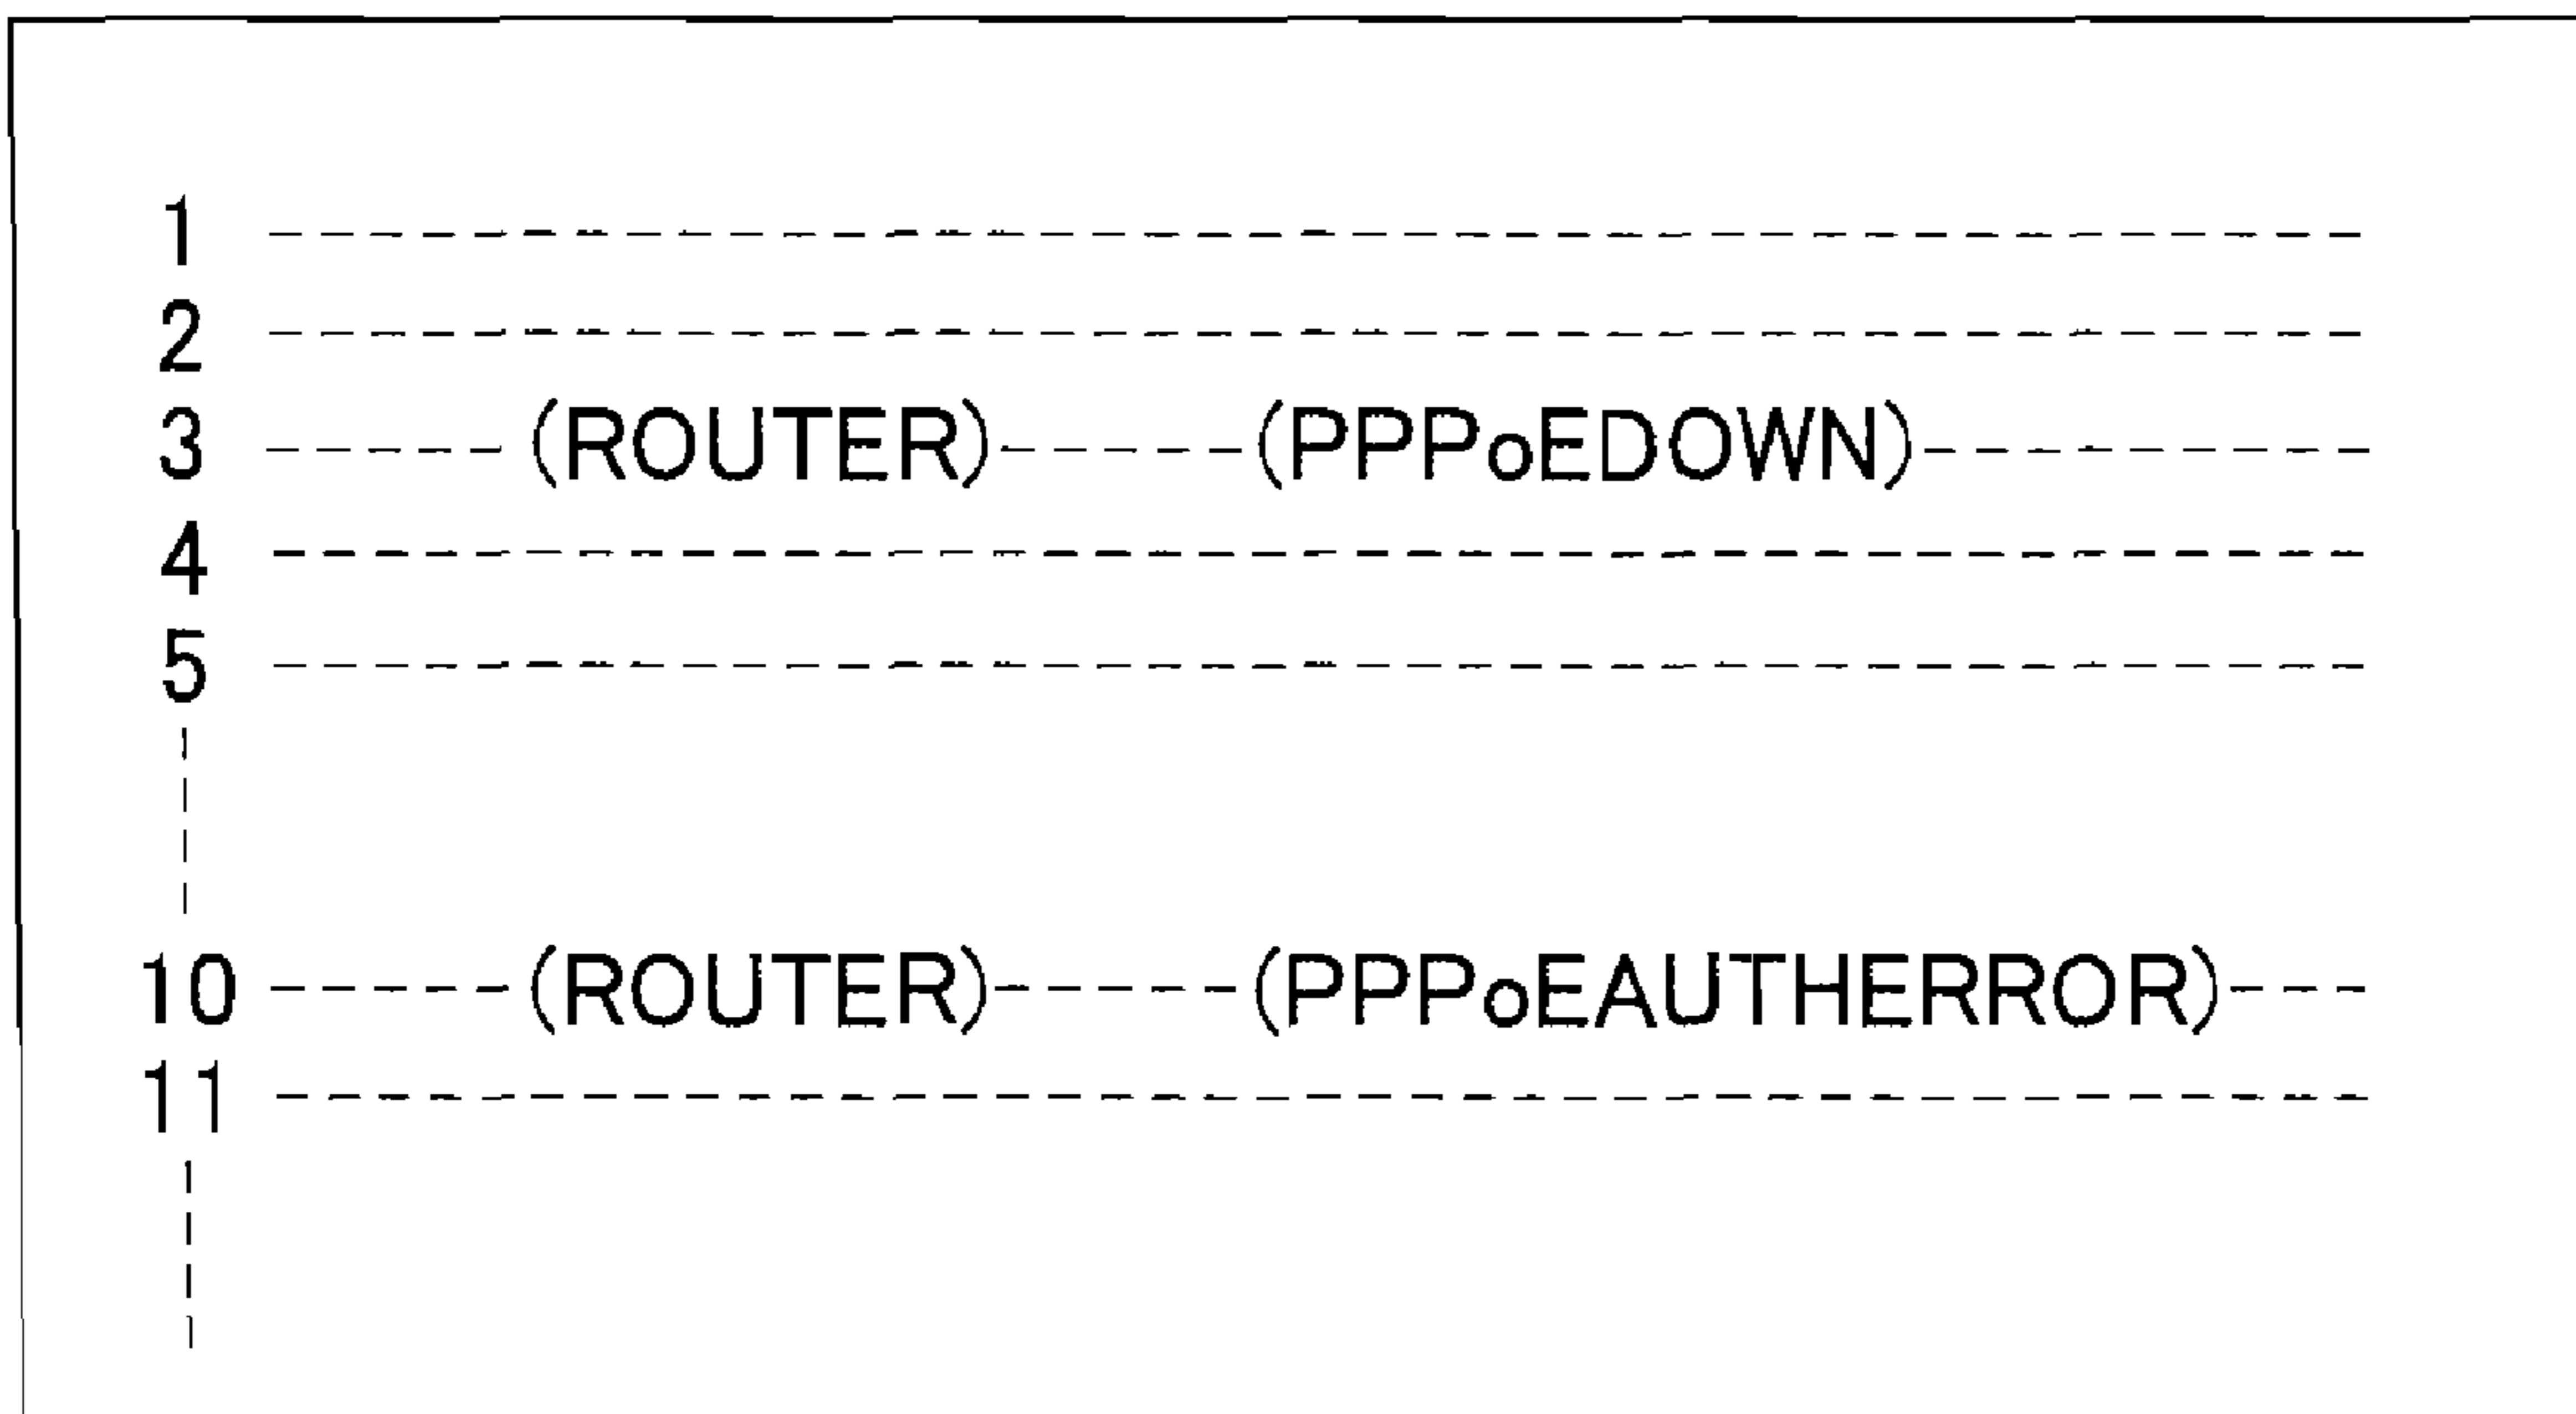 1 ----------------------------------------
2 ----------------------------------------
3 -----(ROUTER)-----(PPPoEDOWN)---------
4 ----------------------------------------
5 ----------------------------------------
10 -----(ROUTER)-----(PPPoEAUTHERROR)---
11 ----------------------------------------